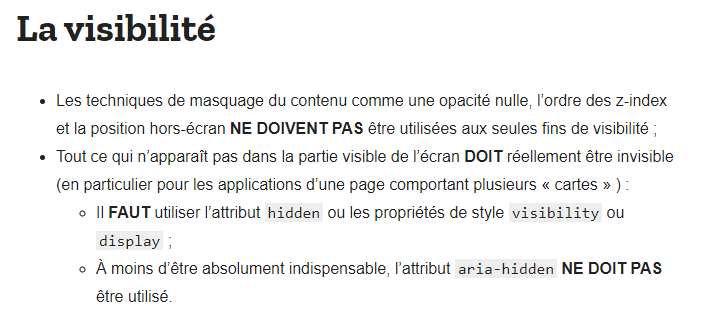 La visibilité
Les techniques de masquage du contenu comme une opacité nulle, l’ordre des z-index
et la position hors-écran NE DOIVENT PAS être utilisées aux seules fins de visibilité ;
Tout ce qui n’apparaît pas dans la partie visible de l’écran DOIT réellement être invisible
(en particulier pour les applications d’une page comportant plusieurs « cartes » ) :
Il FAUT utiliser l’attribut hidden ou les propriétés de style visibility ou
display ;
À moins d’être absolument indispensable, l’attribut aria-hidden NE DOIT PAS
être utilisé.